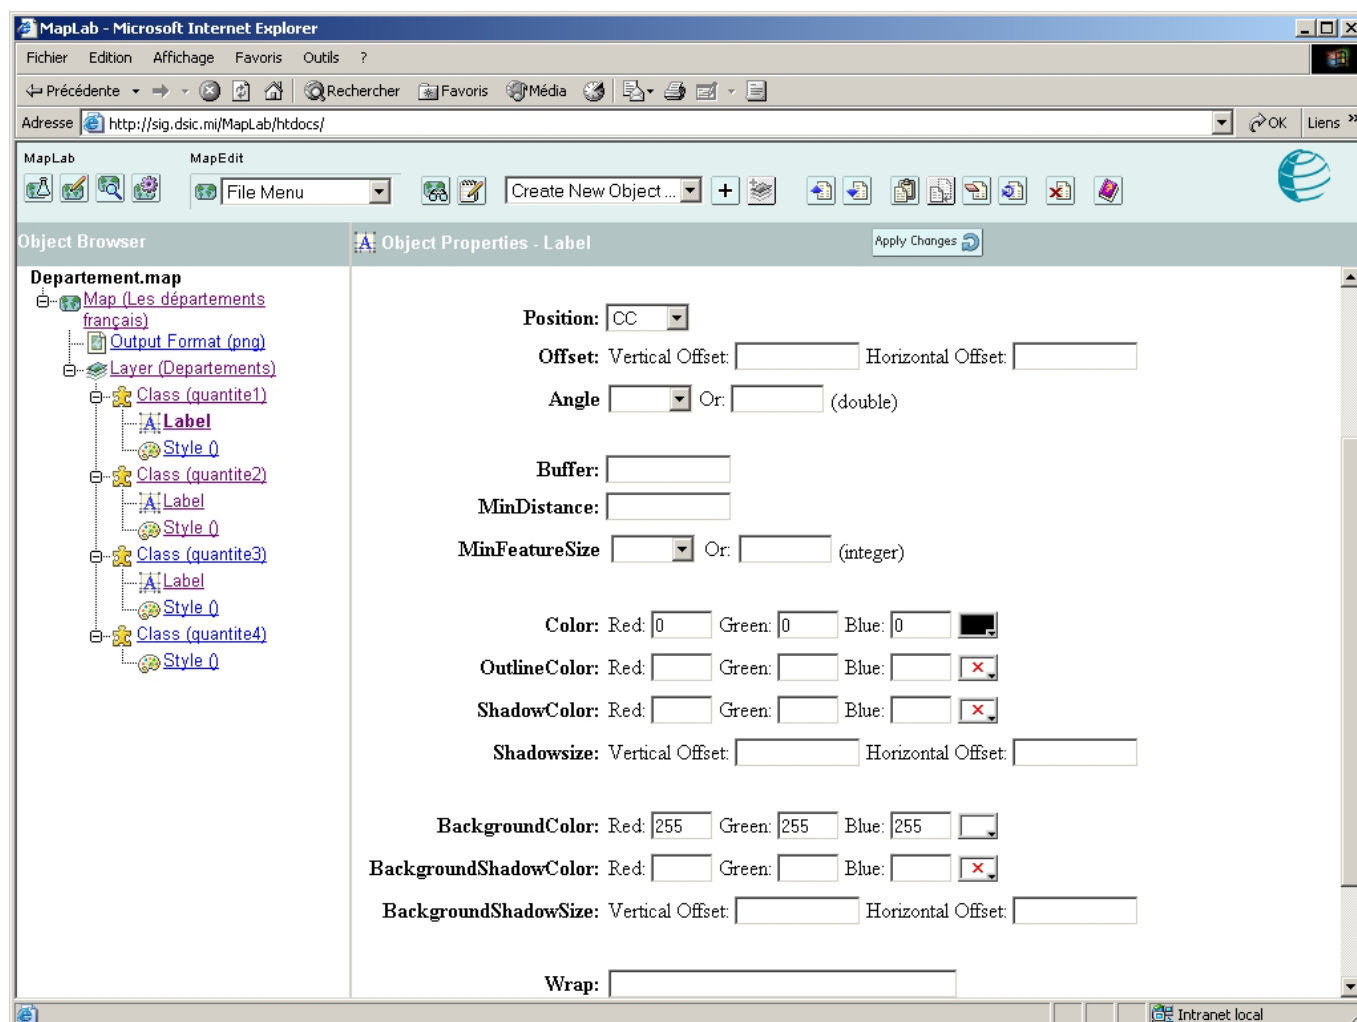 MapLab - Microsoft Internet Explorer
Fichier Edition Affichage Favoris Outils ?
Précédente Rechercher Favoris Média
Adresse http://sig.dsic.mi/MapLab/htdocs/ OK Liens »
MapLab MapEdit
File Menu Create New Object ... +
Object Browser Object Properties - Label Apply Changes
Departement.map
Map (Les départements
français)
Output Format (png)
Layer (Departements)
Class (quantite1)
Label
Style ()
Class (quantite2)
Label
Style ()
Class (quantite3)
Label
Style ()
Class (quantite4)
Style ()
Position: CC
Offset: Vertical Offset: Horizontal Offset:
Angle Or: (double)
Buffer:
MinDistance:
MinFeatureSize Or: (integer)
Color: Red: 0 Green: 0 Blue: 0
OutlineColor: Red: Green: Blue:
ShadowColor: Red: Green: Blue:
Shadowsize: Vertical Offset: Horizontal Offset:
BackgroundColor: Red: 255 Green: 255 Blue: 255
BackgroundShadowColor: Red: Green: Blue:
BackgroundShadowSize: Vertical Offset: Horizontal Offset:
Wrap:
Intranet local